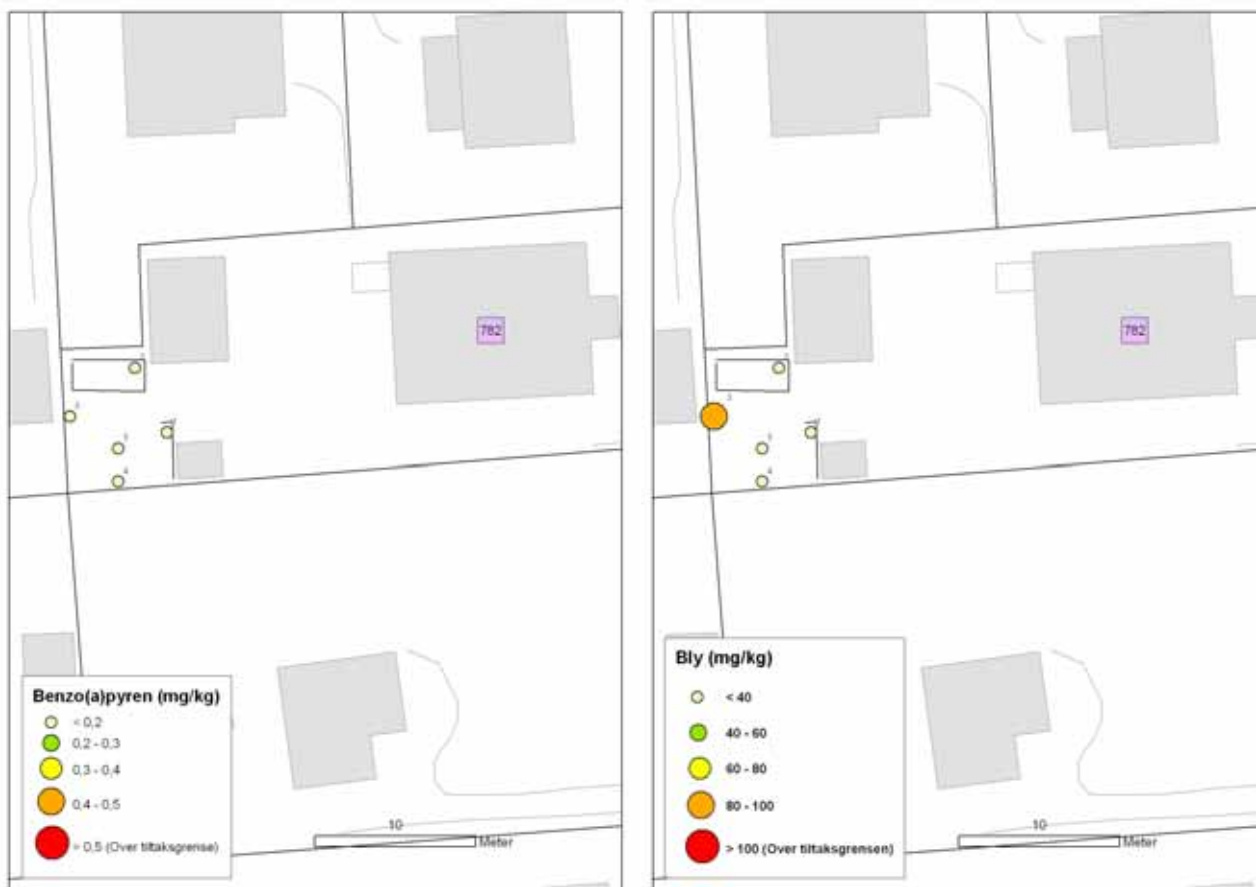 782
4
Benzo(a)pyren (mg/kg)
< 0,2
0,2 - 0,3
0,3 - 0,4
0,4 - 0,5
> 0,5 (Over tiltaksgrense)
10
Meter
782
4
Bly (mg/kg)
< 40
40 - 60
60 - 80
80 - 100
> 100 (Over tiltaksgrensen)
10
Meter